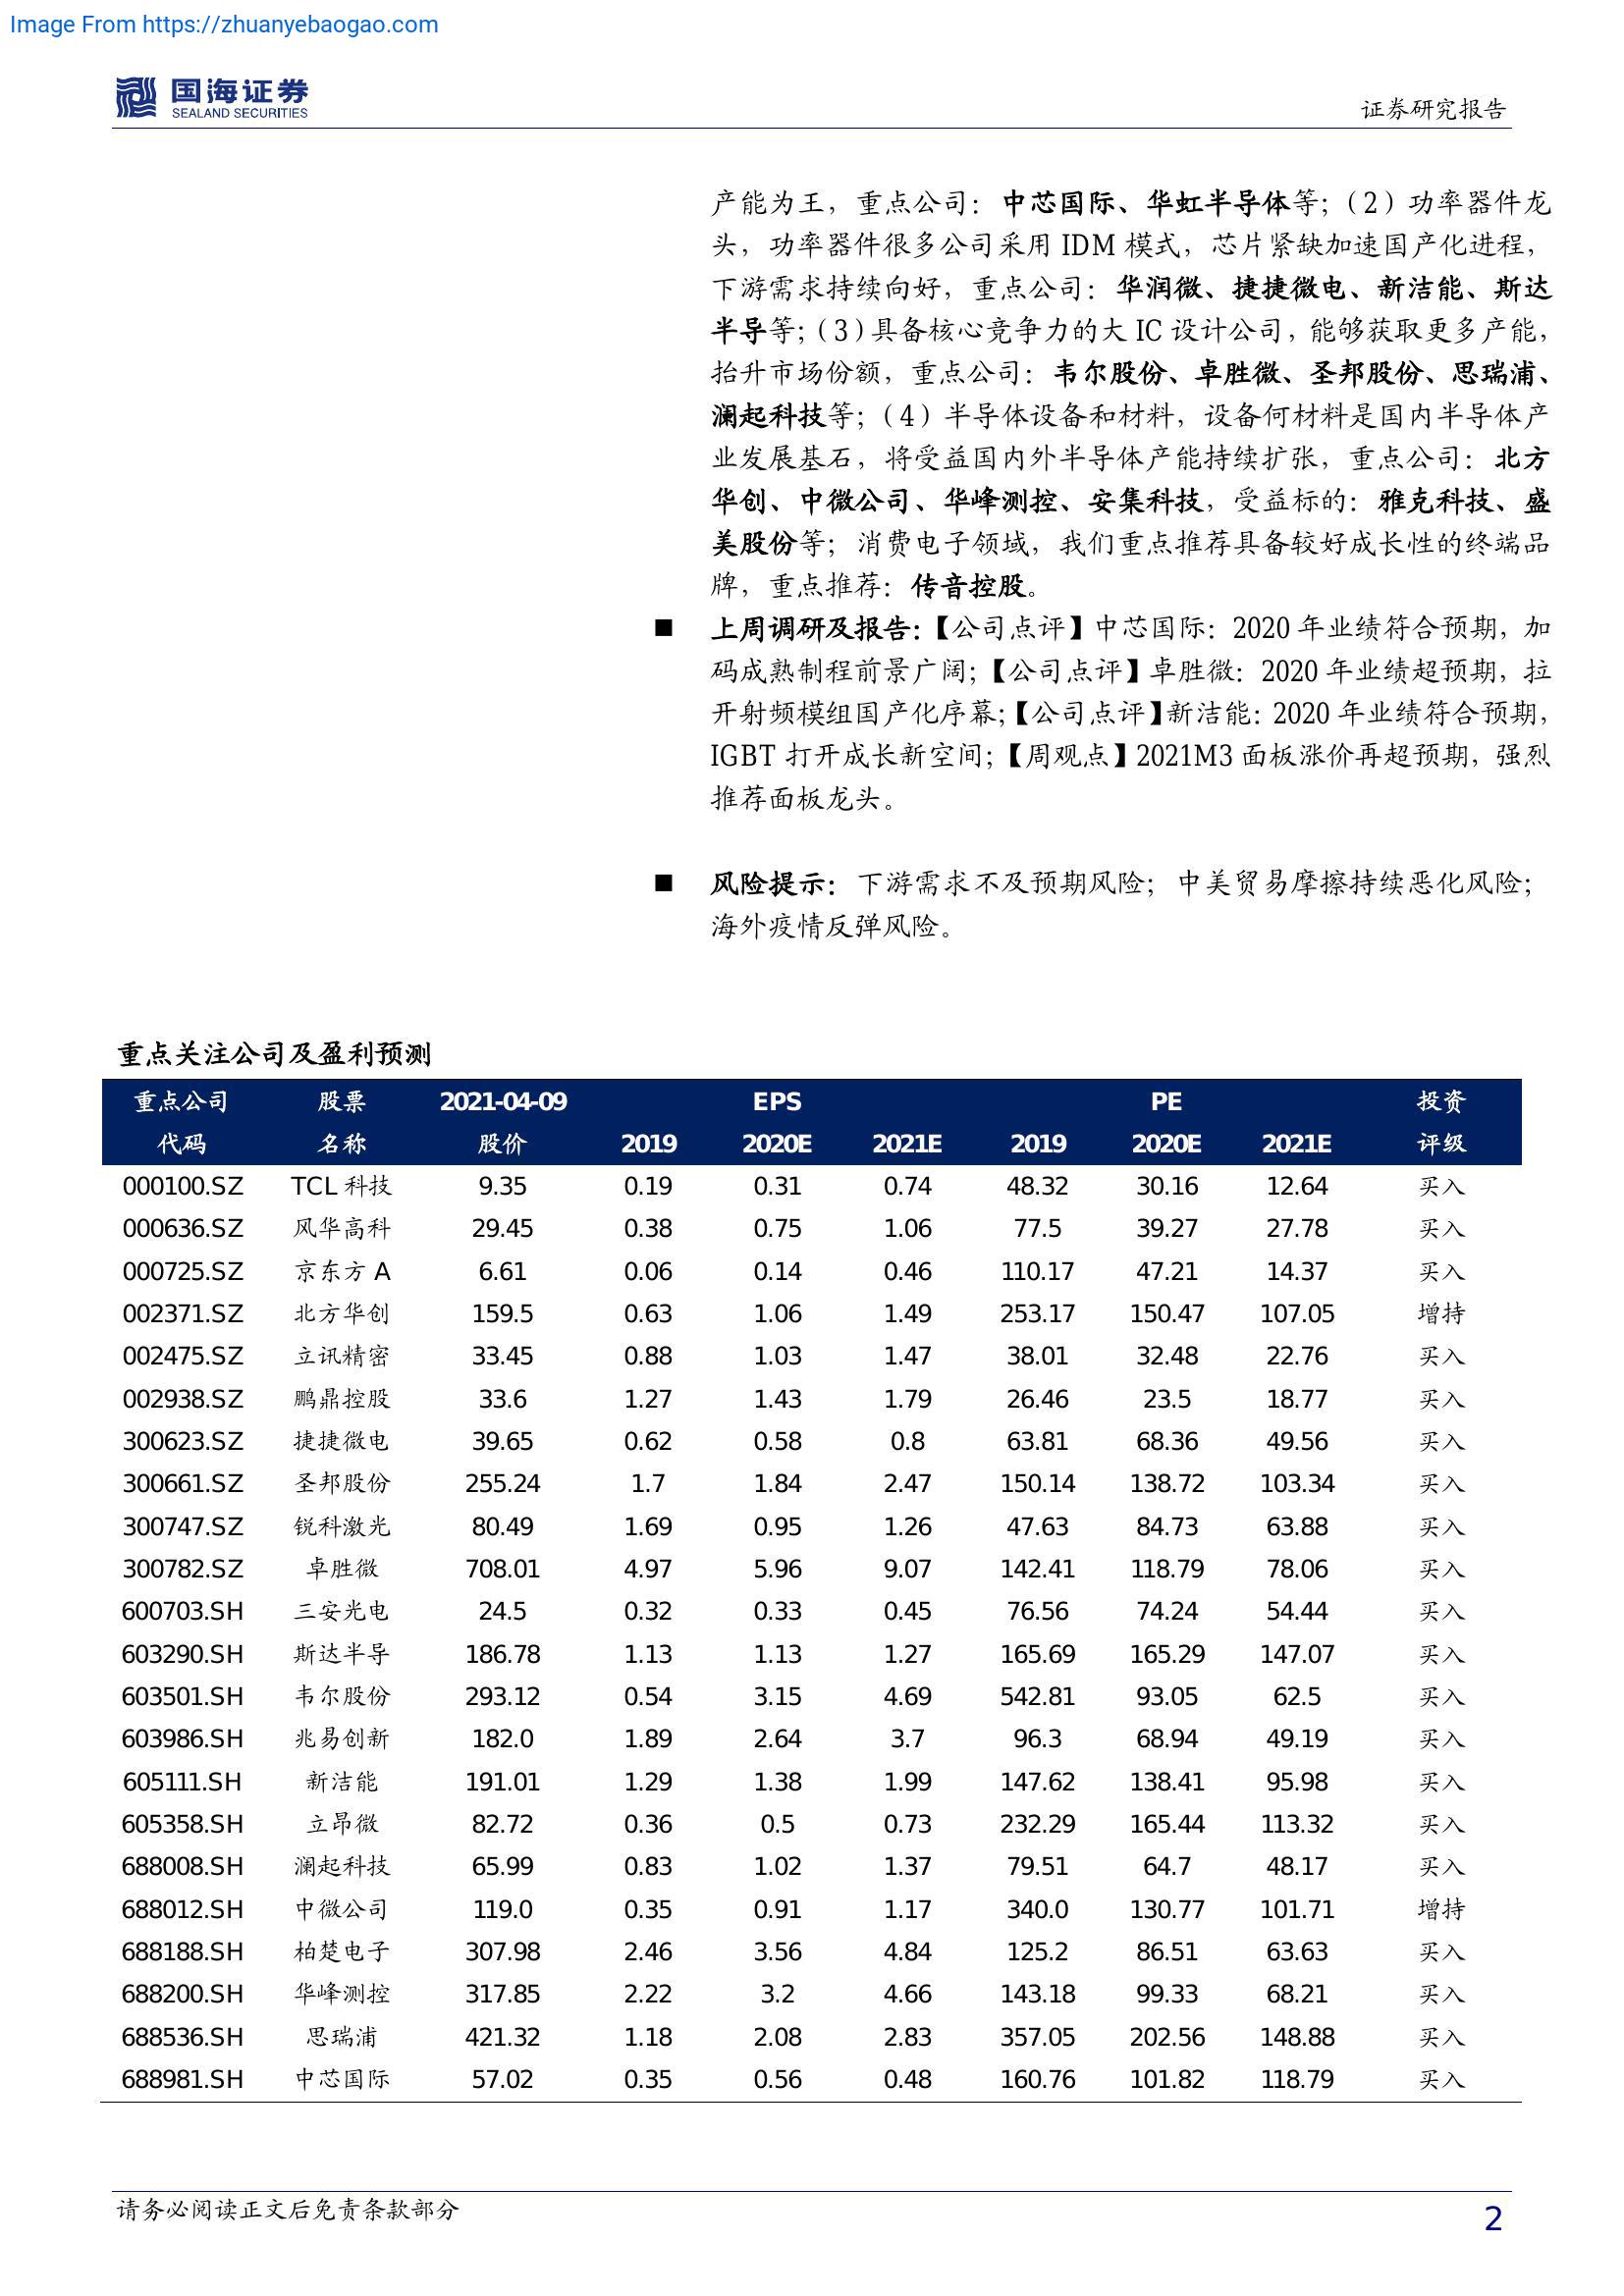 Image From https://zhuanyebaogao.com
国海证券
SEALAND SECURITIES
证券研究报告
产能为王，重点公司：中芯国际、华虹半导体等；（2）功率器件龙
头，功率器件很多公司采用 IDM 模式，芯片紧缺加速国产化进程，
下游需求持续向好，重点公司：华润微、捷捷微电、新洁能、斯达
半导等；（3）具备核心竞争力的大 IC 设计公司，能够获取更多产能，
抬升市场份额，重点公司：韦尔股份、卓胜微、圣邦股份、思瑞浦、
澜起科技等；（4）半导体设备和材料，设备何材料是国内半导体产
业发展基石，将受益国内外半导体产能持续扩张，重点公司：北方
华创、中微公司、华峰测控、安集科技，受益标的：雅克科技、盛
美股份等；消费电子领域，我们重点推荐具备较好成长性的终端品
牌，重点推荐：传音控股。
■ 上周调研及报告：【公司点评】中芯国际：2020 年业绩符合预期，加
码成熟制程前景广阔；【公司点评】卓胜微：2020 年业绩超预期，拉
开射频模组国产化序幕；【公司点评】新洁能：2020 年业绩符合预期，
IGBT 打开成长新空间；【周观点】2021M3 面板涨价再超预期，强烈
推荐面板龙头。
■ 风险提示：下游需求不及预期风险；中美贸易摩擦持续恶化风险；
海外疫情反弹风险。
重点关注公司及盈利预测
重点公司 股票 2021-04-09 EPS PE 投资
代码 名称 股价 2019 2020E 2021E 2019 2020E 2021E 评级
000100.SZ TCL 科技 9.35 0.19 0.31 0.74 48.32 30.16 12.64 买入
000636.SZ 风华高科 29.45 0.38 0.75 1.06 77.5 39.27 27.78 买入
000725.SZ 京东方 A 6.61 0.06 0.14 0.46 110.17 47.21 14.37 买入
002371.SZ 北方华创 159.5 0.63 1.06 1.49 253.17 150.47 107.05 增持
002475.SZ 立讯精密 33.45 0.88 1.03 1.47 38.01 32.48 22.76 买入
002938.SZ 鹏鼎控股 33.6 1.27 1.43 1.79 26.46 23.5 18.77 买入
300623.SZ 捷捷微电 39.65 0.62 0.58 0.8 63.81 68.36 49.56 买入
300661.SZ 圣邦股份 255.24 1.7 1.84 2.47 150.14 138.72 103.34 买入
300747.SZ 锐科激光 80.49 1.69 0.95 1.26 47.63 84.73 63.88 买入
300782.SZ 卓胜微 708.01 4.97 5.96 9.07 142.41 118.79 78.06 买入
600703.SH 三安光电 24.5 0.32 0.33 0.45 76.56 74.24 54.44 买入
603290.SH 斯达半导 186.78 1.13 1.13 1.27 165.69 165.29 147.07 买入
603501.SH 韦尔股份 293.12 0.54 3.15 4.69 542.81 93.05 62.5 买入
603986.SH 兆易创新 182.0 1.89 2.64 3.7 96.3 68.94 49.19 买入
605111.SH 新洁能 191.01 1.29 1.38 1.99 147.62 138.41 95.98 买入
605358.SH 立昂微 82.72 0.36 0.5 0.73 232.29 165.44 113.32 买入
688008.SH 澜起科技 65.99 0.83 1.02 1.37 79.51 64.7 48.17 买入
688012.SH 中微公司 119.0 0.35 0.91 1.17 340.0 130.77 101.71 增持
688188.SH 柏楚电子 307.98 2.46 3.56 4.84 125.2 86.51 63.63 买入
688200.SH 华峰测控 317.85 2.22 3.2 4.66 143.18 99.33 68.21 买入
688536.SH 思瑞浦 421.32 1.18 2.08 2.83 357.05 202.56 148.88 买入
688981.SH 中芯国际 57.02 0.35 0.56 0.48 160.76 101.82 118.79 买入
请务必阅读正文后免责条款部分
2